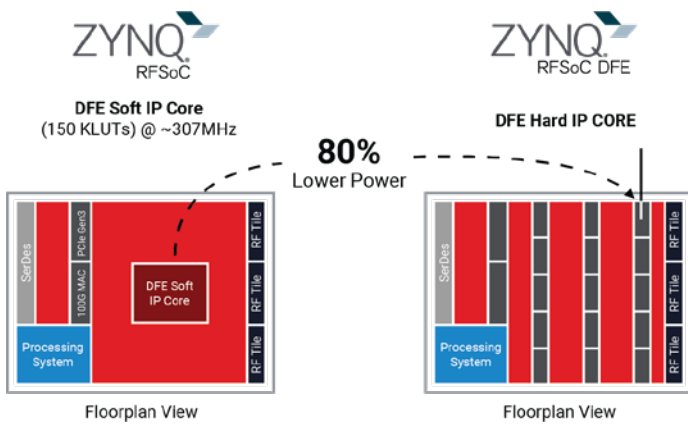 ZYNQ
RFSoC
DFE Soft IP Core
(150 KLUTs) @ ~307MHz
ZYNQ
RFSoC DFE
DFE Hard IP CORE
80%
Lower Power
SerDes
PCIe Gen3
100G MAC
DFE Soft
IP Core
RF Tile
RF Tile
RF Tile
Processing
System
Floorplan View
SerDes
RF Tile
RF Tile
RF Tile
Processing
System
Floorplan View